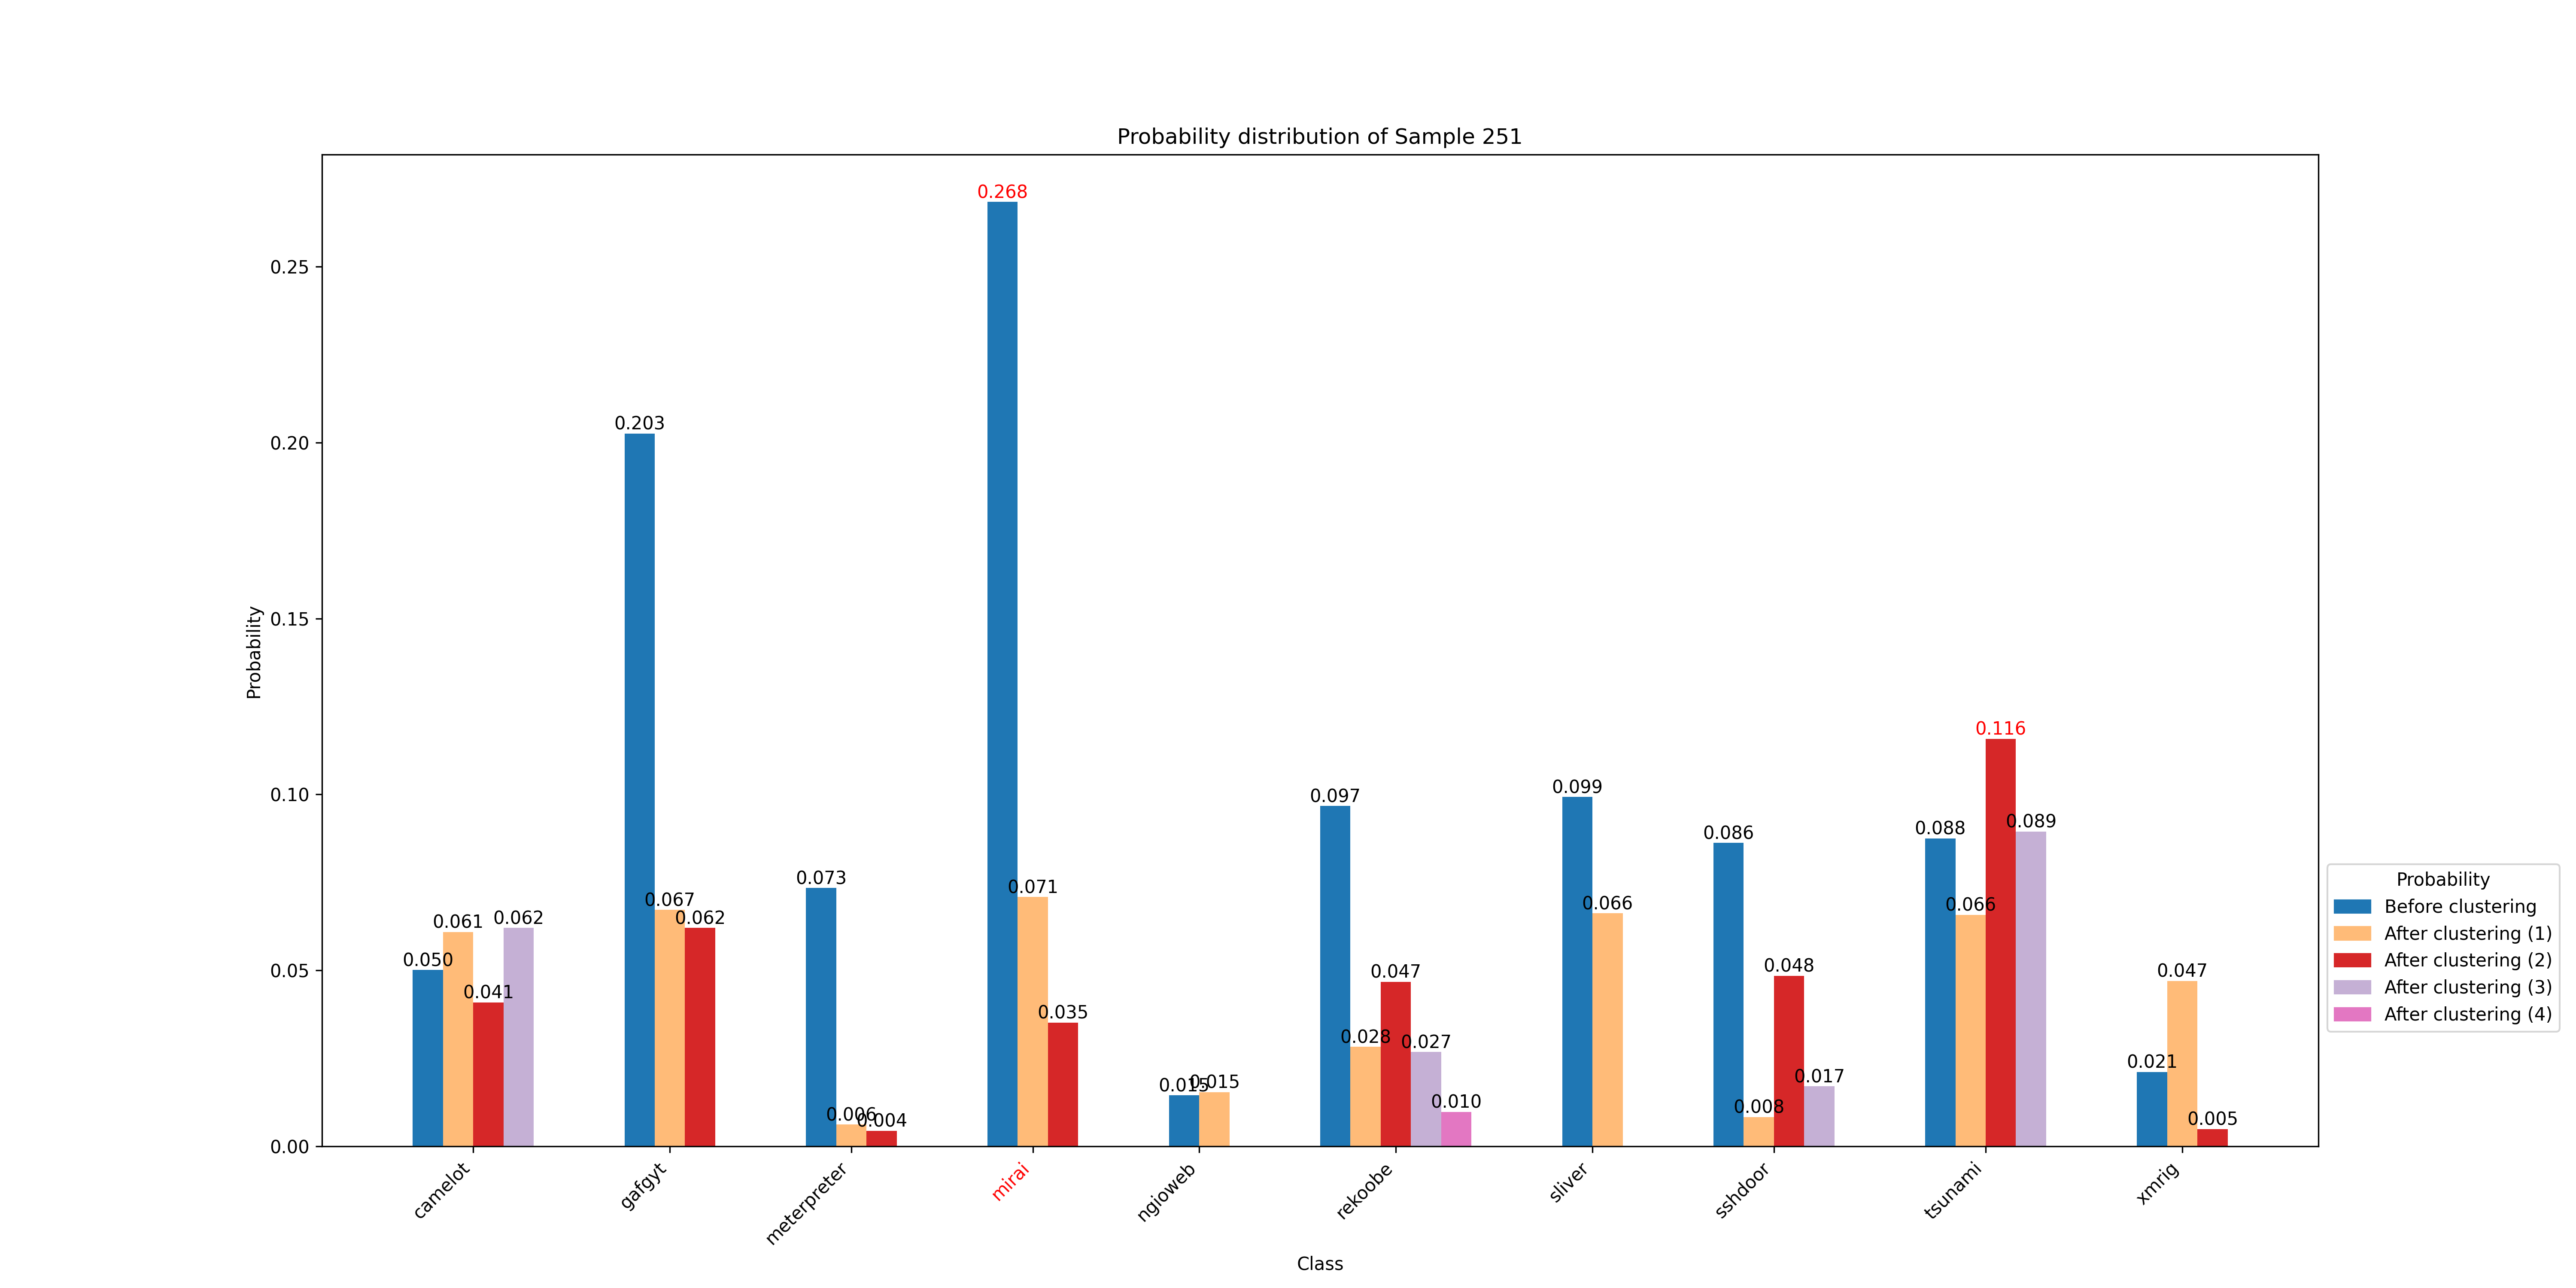 Probability distribution of Sample 251
Probability
0.25
0.20
0.15
0.10
0.05
0.00
0.050
0.061
0.041
0.062
0.203
0.067
0.062
0.073
0.006
0.004
0.268
0.071
0.035
0.015
0.015
0.097
0.028
0.047
0.027
0.010
0.099
0.066
0.086
0.008
0.048
0.017
0.088
0.066
0.116
0.089
0.021
0.047
0.005
camelot
gafgyt
meterpreter
mirai
ngioweb
rekoobe
sliver
sshdoor
tsunami
xmrig
Class
Probability
Before clustering
After clustering (1)
After clustering (2)
After clustering (3)
After clustering (4)